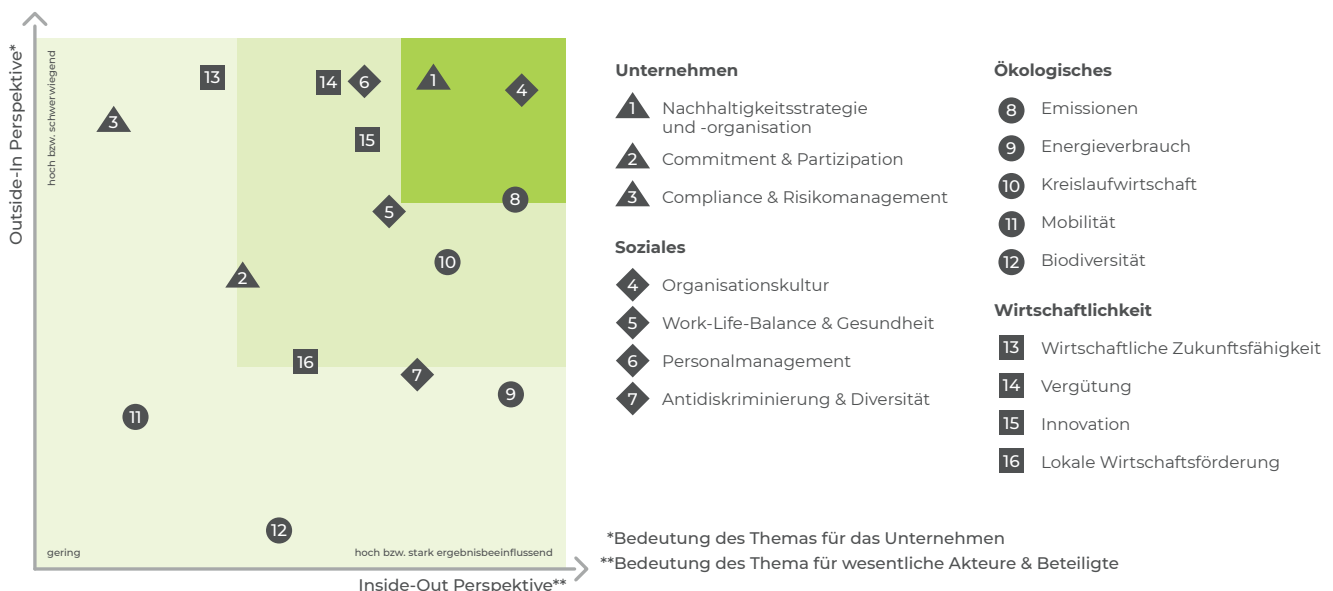 Outside-In Perspektive*
hoch bzw. schwerwiegend
13
14
6
1
4
3
15
8
5
10
2
16
7
9
11
12
gering
hoch bzw. stark ergebnisbeeinflussend
Inside-Out Perspektive**
Unternehmen
1 Nachhaltigkeitsstrategie
und -organisation
2 Commitment & Partizipation
3 Compliance & Risikomanagement
Soziales
4 Organisationskultur
5 Work-Life-Balance & Gesundheit
6 Personalmanagement
7 Antidiskriminierung & Diversität
Ökologisches
8 Emissionen
9 Energieverbrauch
10 Kreislaufwirtschaft
11 Mobilität
12 Biodiversität
Wirtschaftlichkeit
13 Wirtschaftliche Zukunftsfähigkeit
14 Vergütung
15 Innovation
16 Lokale Wirtschaftsförderung
*Bedeutung des Themas für das Unternehmen
**Bedeutung des Thema für wesentliche Akteure & Beteiligte